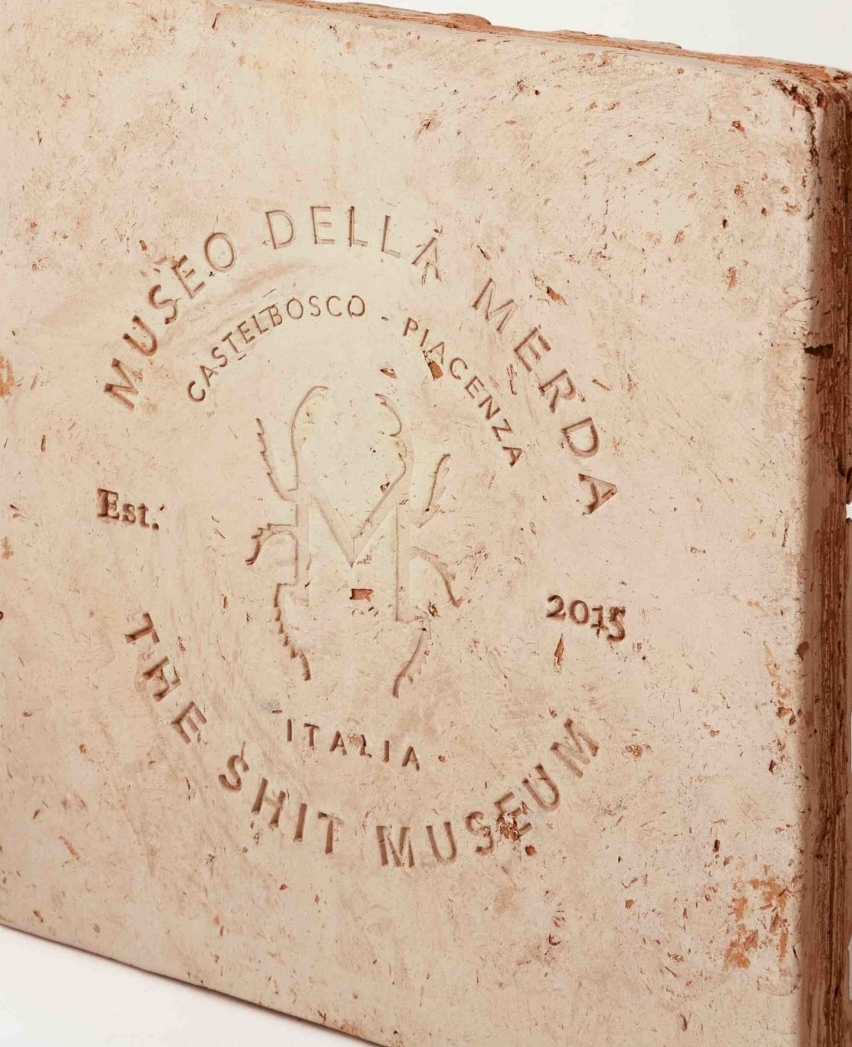 MUSEO DELLA MERDA
CASTELBOSCO - PIACENZA
M
Est.
2015
ITALIA
THE SHIT MUSEUM